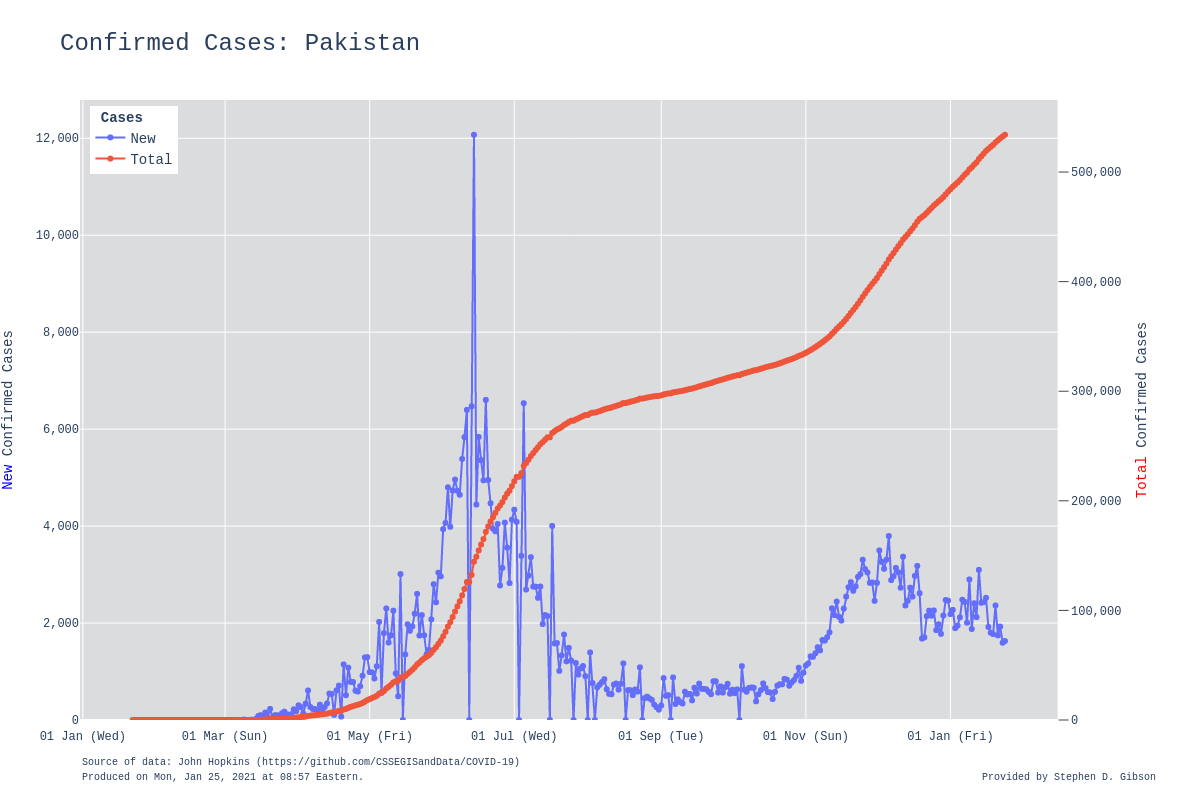 Confirmed Cases: Pakistan
Cases
New
Total
12,000
10,000
8,000
6,000
4,000
2,000
0
New Confirmed Cases
500,000
400,000
300,000
200,000
100,000
0
Total Confirmed Cases
01 Jan (Wed) 01 Mar (Sun) 01 May (Fri) 01 Jul (Wed) 01 Sep (Tue) 01 Nov (Sun) 01 Jan (Fri)
Source of data: John Hopkins (https://github.com/CSSEGISandData/COVID-19)
Produced on Mon, Jan 25, 2021 at 08:57 Eastern.
Provided by Stephen D. Gibson